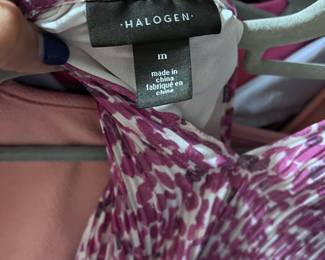 ·HALOGEN·
m
made in
china
fabriqué en
chine